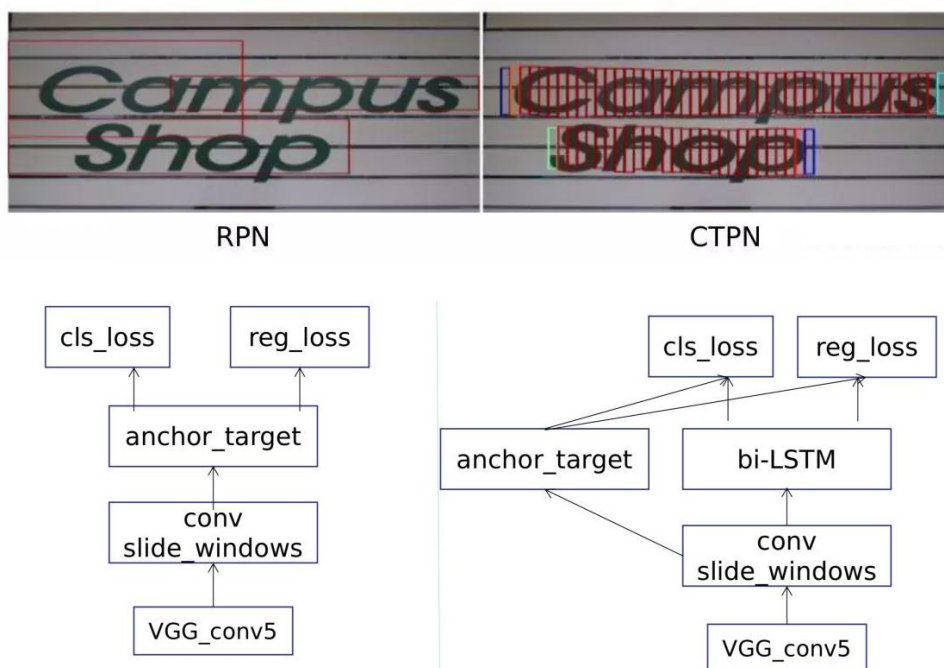 Campus
Shop
Campus
Shop
RPN
CTPN
cls_loss
reg_loss
anchor_target
conv
slide_windows
VGG_conv5
cls_loss
reg_loss
anchor_target
bi-LSTM
conv
slide_windows
VGG_conv5